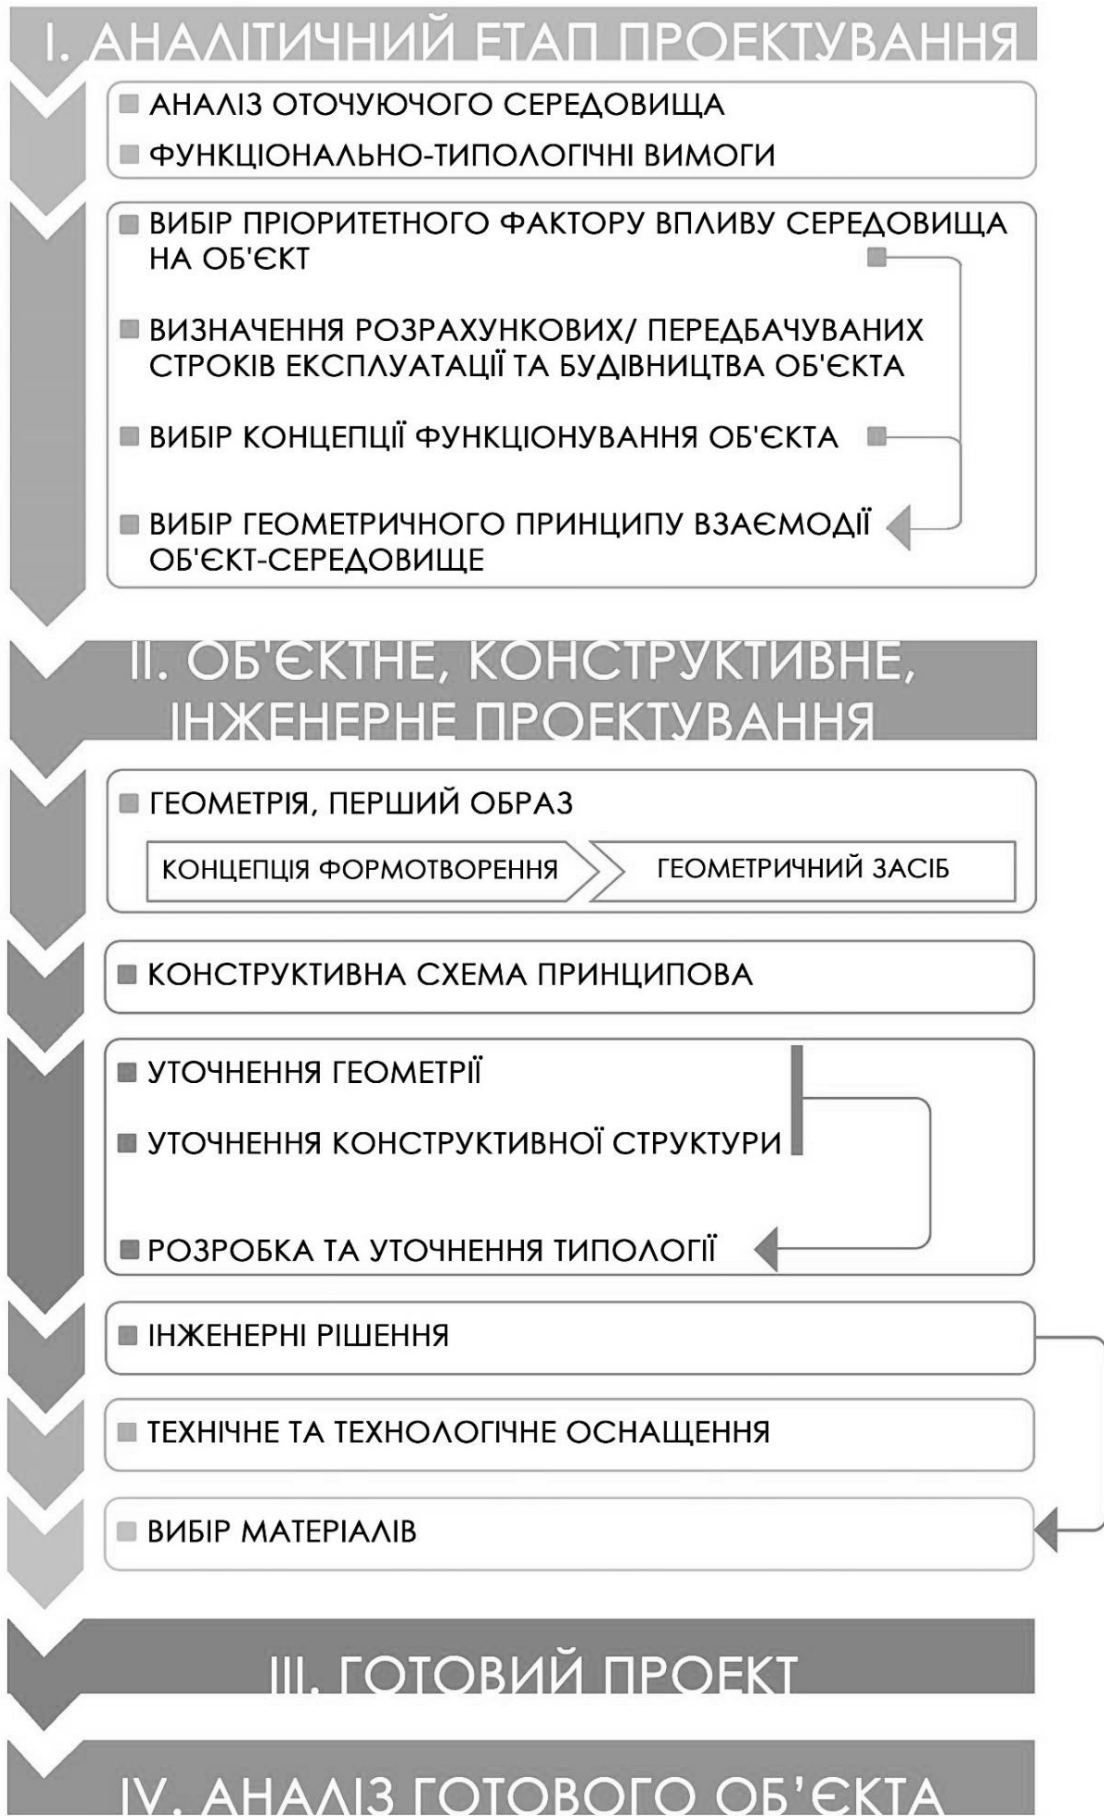 І. АНАЛІТИЧНИЙ ЕТАП ПРОЕКТУВАННЯ
АНАЛІЗ ОТОЧУЮЧОГО СЕРЕДОВИЩА
ФУНКЦІОНАЛЬНО-ТИПОЛОГІЧНІ ВИМОГИ
ВИБІР ПРІОРИТЕТНОГО ФАКТОРУ ВПЛИВУ СЕРЕДОВИЩА
НА ОБ'ЄКТ
ВИЗНАЧЕННЯ РОЗРАХУНКОВИХ/ ПЕРЕДБАЧУВАНИХ
СТРОКІВ ЕКСПЛУАТАЦІЇ ТА БУДІВНИЦТВА ОБ'ЄКТА
ВИБІР КОНЦЕПЦІЇ ФУНКЦІОНУВАННЯ ОБ'ЄКТА
ВИБІР ГЕОМЕТРИЧНОГО ПРИНЦИПУ ВЗАЄМОДІЇ
ОБ'ЄКТ-СЕРЕДОВИЩЕ
ІІ. ОБ'ЄКТНЕ, КОНСТРУКТИВНЕ,
ІНЖЕНЕРНЕ ПРОЕКТУВАННЯ
ГЕОМЕТРІЯ, ПЕРШИЙ ОБРАЗ
КОНЦЕПЦІЯ ФОРМОТВОРЕННЯ
ГЕОМЕТРИЧНИЙ ЗАСІБ
КОНСТРУКТИВНА СХЕМА ПРИНЦИПОВА
УТОЧНЕННЯ ГЕОМЕТРІЇ
УТОЧНЕННЯ КОНСТРУКТИВНОЇ СТРУКТУРИ
РОЗРОБКА ТА УТОЧНЕННЯ ТИПОЛОГІЇ
ІНЖЕНЕРНІ РІШЕННЯ
ТЕХНІЧНЕ ТА ТЕХНОЛОГІЧНЕ ОСНАЩЕННЯ
ВИБІР МАТЕРІАЛІВ
ІІІ. ГОТОВИЙ ПРОЕКТ
IV. АНАЛІЗ ГОТОВОГО ОБ'ЄКТА